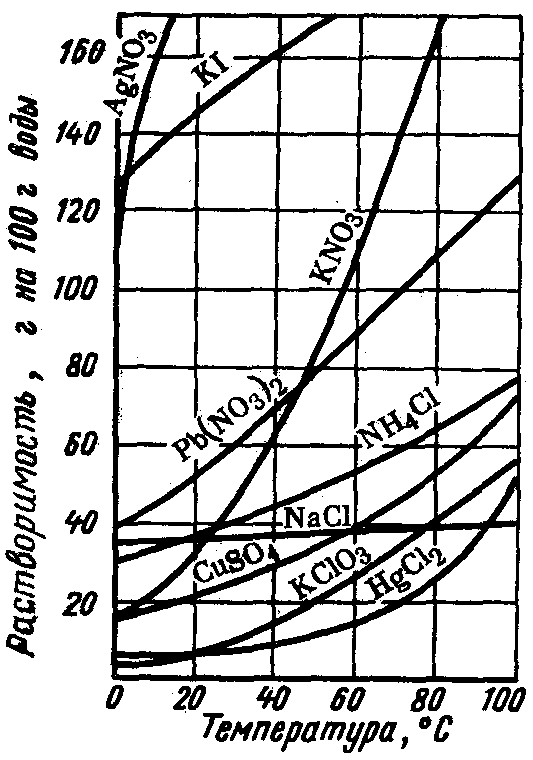 Растворимость, г на 100 г воды
160
140
120
100
80
60
40
20
AgNO₃
KI
KNO₃
Pb(NO₃)₂
NH₄Cl
NaCl
CuSO₄
KClO₃
HgCl₂
0 20 40 60 80 100
Температура, °C